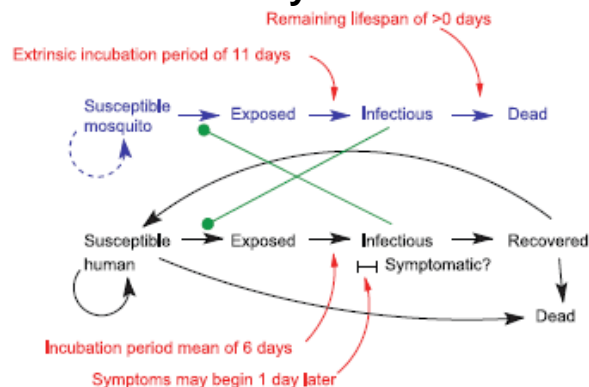 Remaining lifespan of >0 days
Extrinsic incubation period of 11 days
Susceptible mosquito Exposed Infectious Dead
Susceptible human Exposed Infectious Recovered
Symptomatic?
Dead
Incubation period mean of 6 days
Symptoms may begin 1 day later